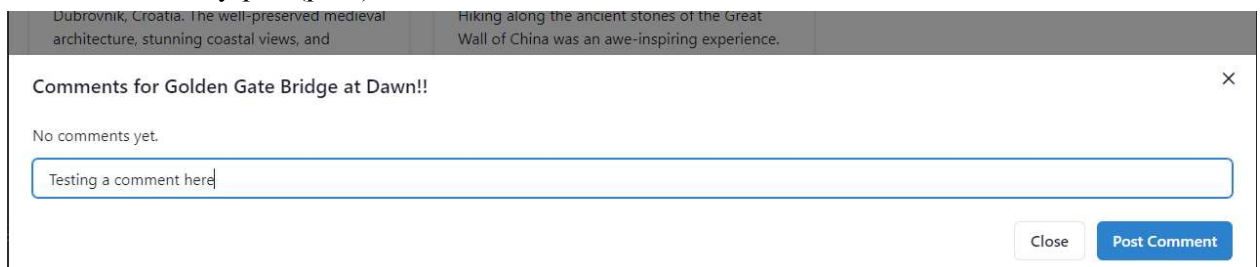 Dubrovnik, Croatia. The well-preserved medieval
architecture, stunning coastal views, and
Hiking along the ancient stones of the Great
Wall of China was an awe-inspiring experience.
Comments for Golden Gate Bridge at Dawn!!
No comments yet.
Testing a comment here
Close
Post Comment